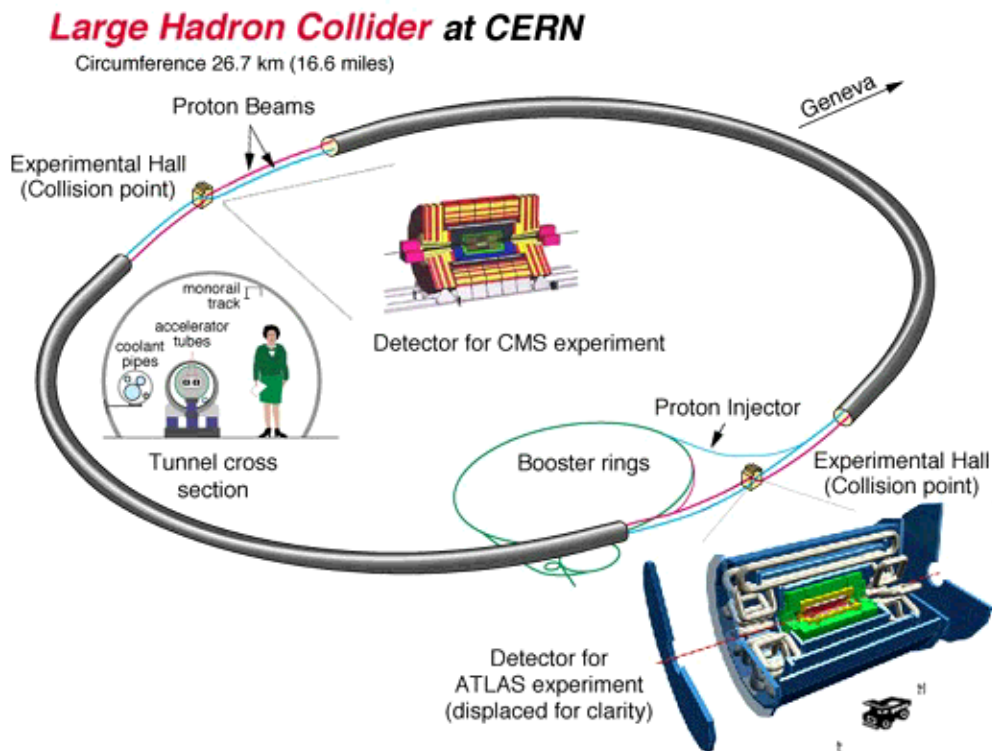 Large Hadron Collider at CERN
Circumference 26.7 km (16.6 miles)
Geneva
Proton Beams
Experimental Hall
(Collision point)
monorail
track
accelerator
tubes
coolant
pipes
Detector for CMS experiment
Tunnel cross
section
Proton Injector
Booster rings
Experimental Hall
(Collision point)
Detector for
ATLAS experiment
(displaced for clarity)